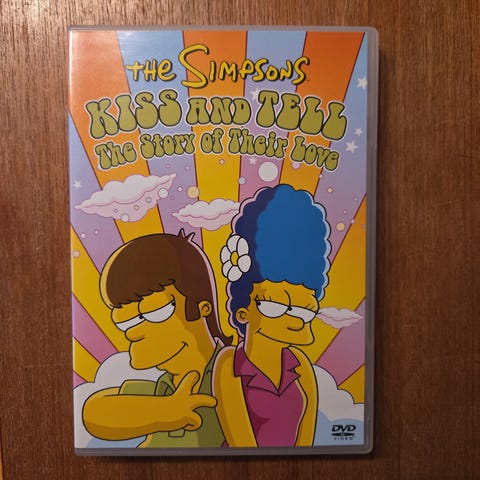 THE SIMPSONS
KISS AND TELL
The Story of Their Love
DVD
VIDEO